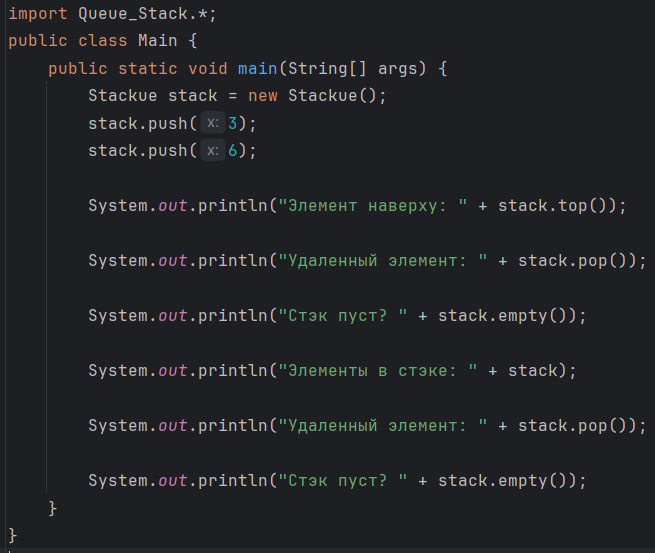 import Queue_Stack.*;
public class Main {
public static void main(String[] args) {
Stackue stack = new Stackue();
stack.push( x: 3);
stack.push( x: 6);
System.out.println("Элемент наверху: " + stack.top());
System.out.println("Удаленный элемент: " + stack.pop());
System.out.println("Стэк пуст? " + stack.empty());
System.out.println("Элементы в стэке: " + stack);
System.out.println("Удаленный элемент: " + stack.pop());
System.out.println("Стэк пуст? " + stack.empty());
}
}